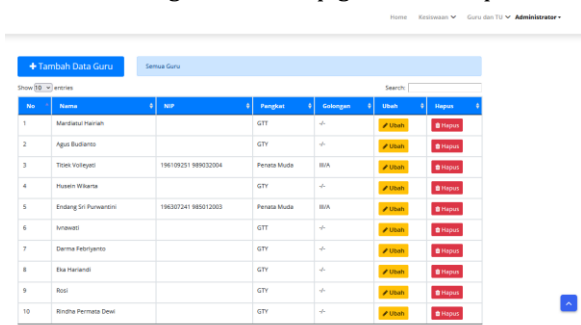 Home Kesiswaan Guru dan TU Administrator
+ Tambah Data Guru Semua Guru
Show 10 entries Search:
No Nama NIP Pangkat Golongan Ubah Hapus
1 Mardiatul Hairiah GTT -/- Ubah Hapus
2 Agus Budianto GTY -/- Ubah Hapus
3 Titiek Volleyati 196109251 989032004 Penata Muda III/A Ubah Hapus
4 Husein Wikarta GTY -/- Ubah Hapus
5 Endang Sri Purwantini 196307241 985012003 Penata Muda III/A Ubah Hapus
6 Ivnawati GTT -/- Ubah Hapus
7 Darma Febriyanto GTY -/- Ubah Hapus
8 Eka Hariandi GTY -/- Ubah Hapus
9 Rosi GTY -/- Ubah Hapus
10 Rindha Permata Dewi GTY -/- Ubah Hapus